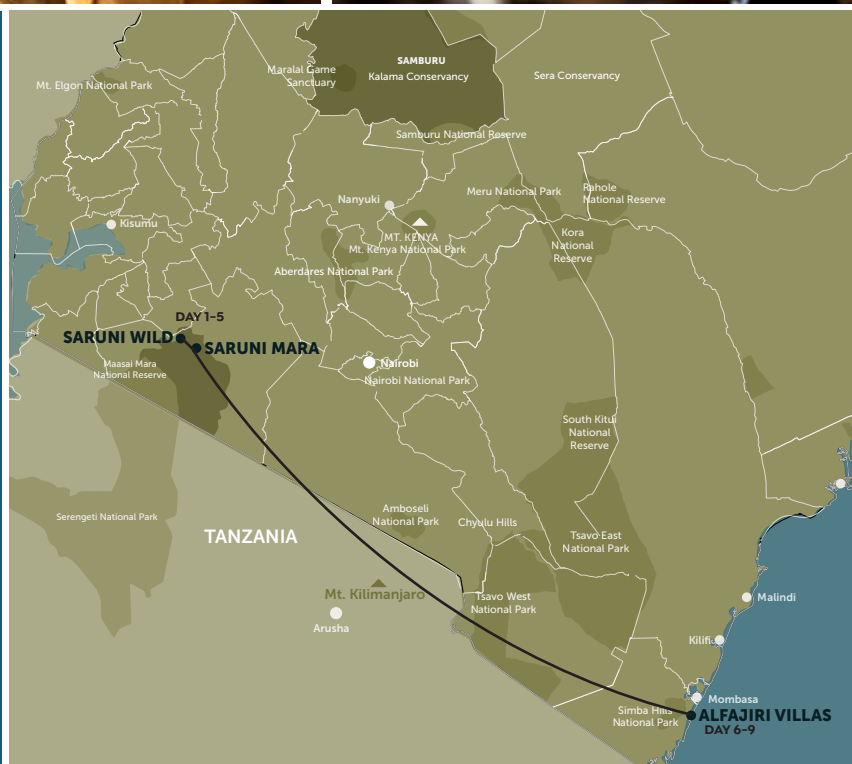 SAMBURU
Kalama Conservancy
Maralal Game
Sanctuary
Sera Conservancy
Mt. Elgon National Park
Samburu National Reserve
Meru National Park
Rahole
National Reserve
Nanyuki
Kisumu
MT. KENYA
Mt. Kenya National Park
Kora
National
Reserve
Aberdares National Park
DAY 1-5
SARUNI WILD
SARUNI MARA
Maasai Mara
National Reserve
Nairobi
Nairobi National Park
South Kitui
National
Reserve
Serengeti National Park
Amboseli
National Park
Chyulu Hills
TANZANIA
Tsavo East
National Park
Mt. Kilimanjaro
Tsavo West
National Park
Malindi
Arusha
Kilifi
Mombasa
Simba Hills
National Park
ALFAJIRI VILLAS
DAY 6-9